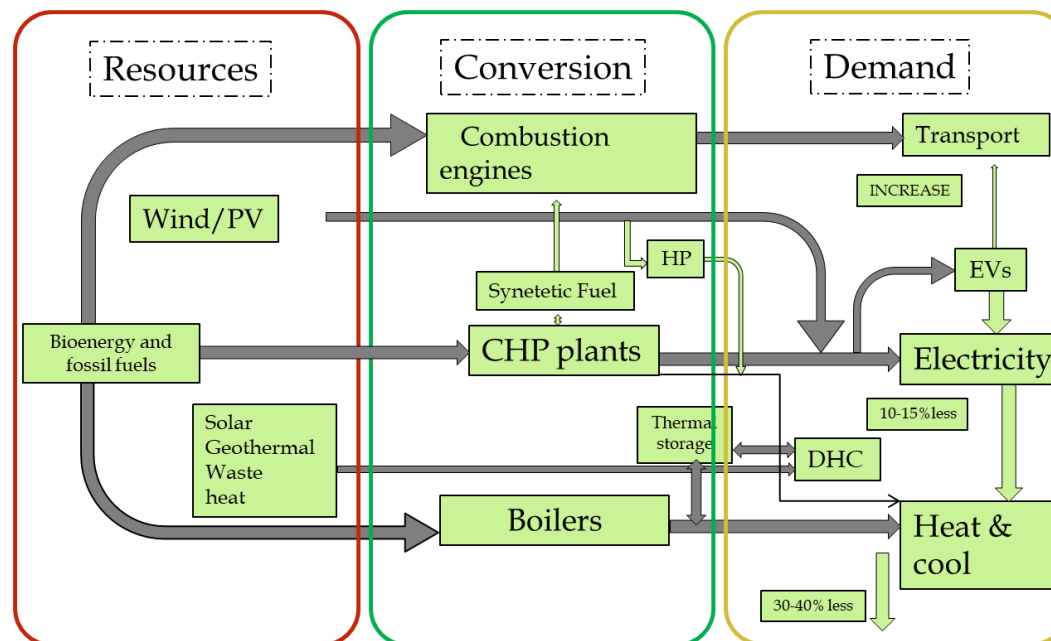 Resources
Conversion
Demand
Combustion
engines
Transport
INCREASE
Wind/PV
HP
EVs
Synetetic Fuel
Bioenergy and
fossil fuels
CHP plants
Electricity
10-15%less
Solar
Geothermal
Waste
heat
Thermal
storage
DHC
Boilers
Heat &
cool
30-40% less